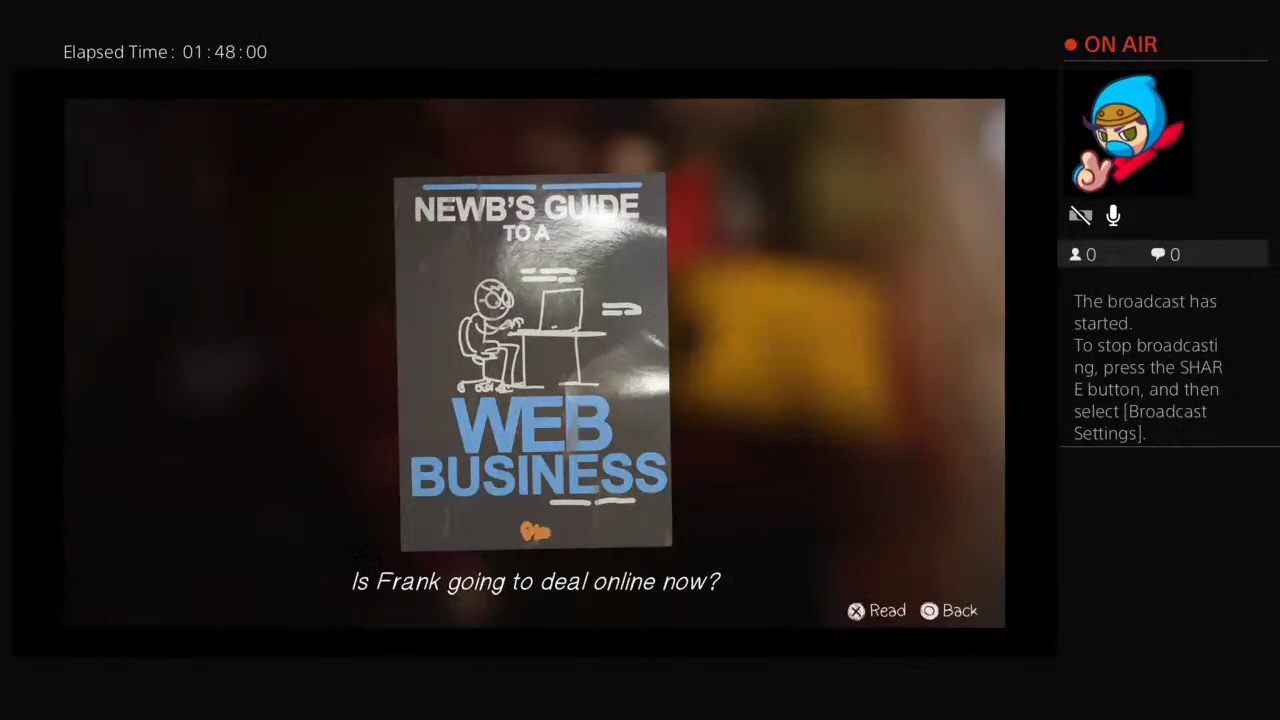 Elapsed Time: 01:48:00
ON AIR
0 0
The broadcast has
started.
To stop broadcasti
ng, press the SHAR
E button, and then
select [Broadcast
Settings].
NEWB'S GUIDE
TO A
WEB
BUSINESS
Is Frank going to deal online now?
Read Back